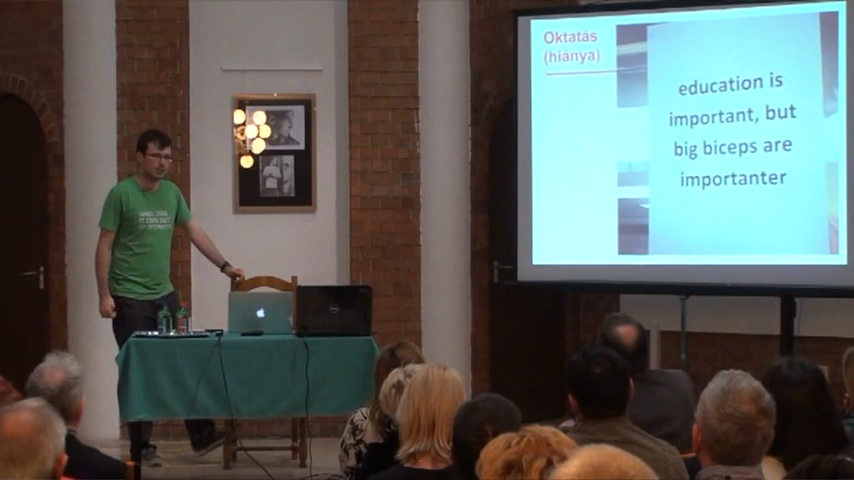 Oktatás
(hiánya)
education is
important, but
big biceps are
importanter